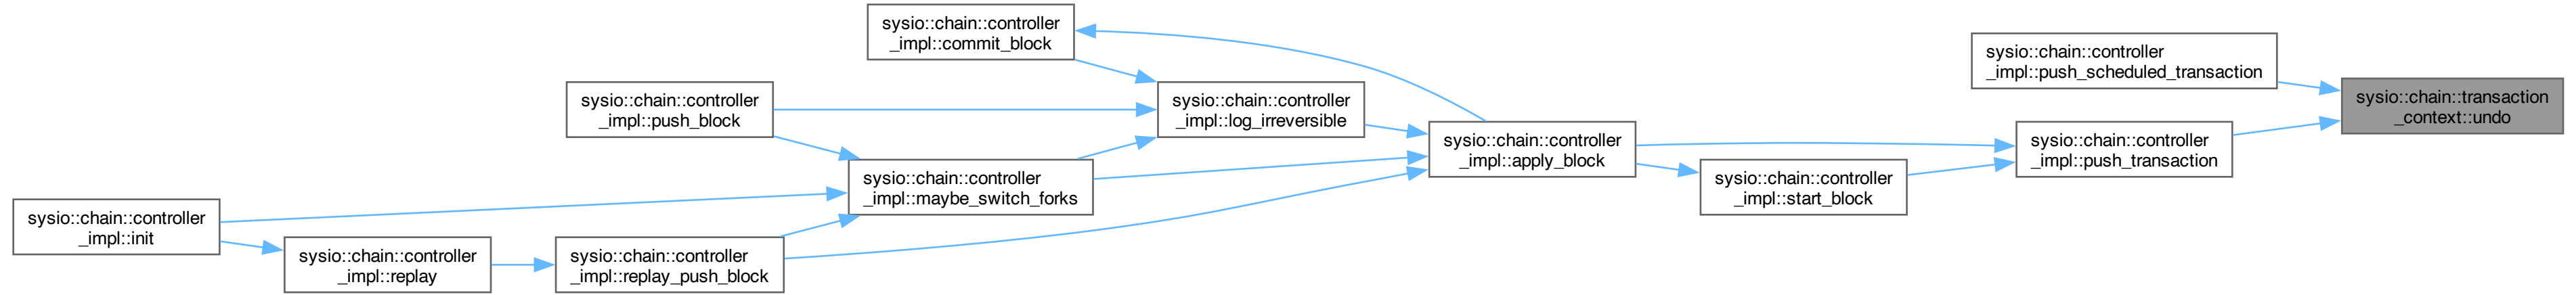 sysio::chain::controller
_impl::commit_block
sysio::chain::controller
_impl::push_scheduled_transaction
sysio::chain::controller
_impl::push_block
sysio::chain::controller
_impl::log_irreversible
sysio::chain::transaction
_context::undo
sysio::chain::controller
_impl::apply_block
sysio::chain::controller
_impl::push_transaction
sysio::chain::controller
_impl::maybe_switch_forks
sysio::chain::controller
_impl::start_block
sysio::chain::controller
_impl::init
sysio::chain::controller
_impl::replay
sysio::chain::controller
_impl::replay_push_block